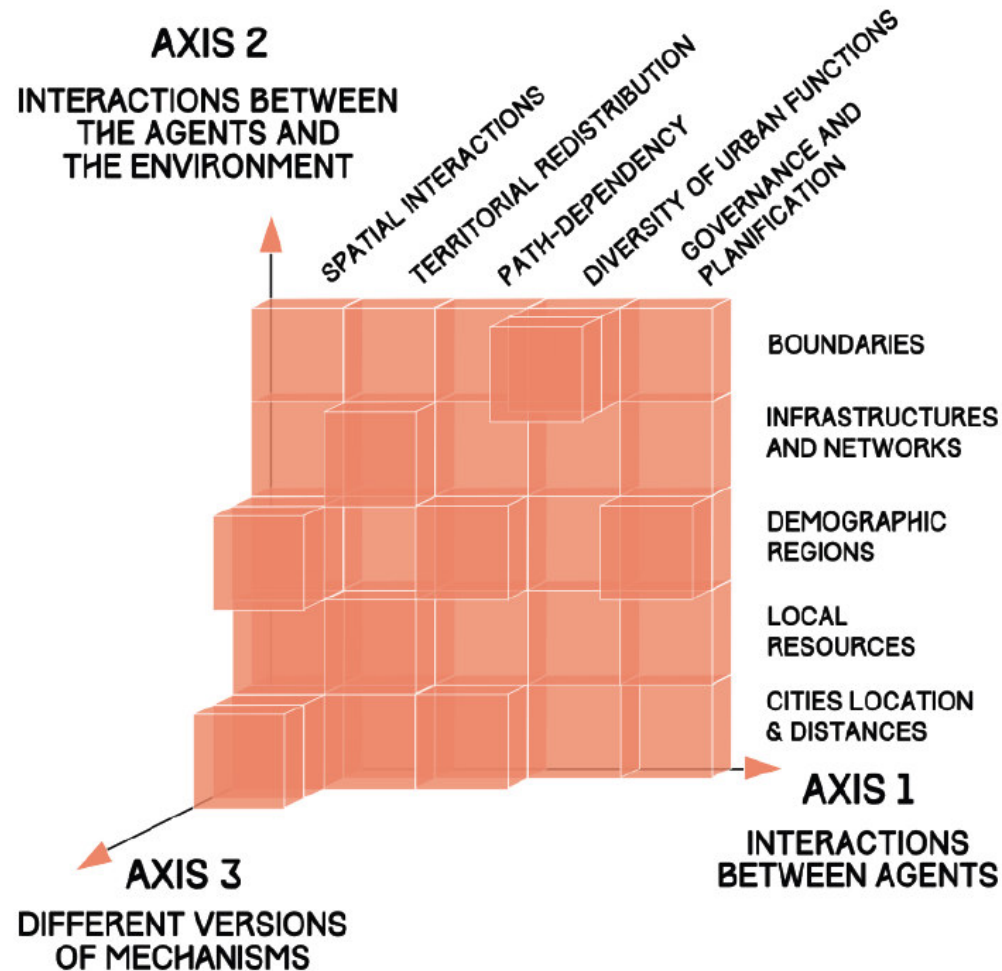 AXIS 2
INTERACTIONS BETWEEN
THE AGENTS AND
THE ENVIRONMENT
SPATIAL INTERACTIONS
TERRITORIAL REDISTRIBUTION
PATH-DEPENDENCY
DIVERSITY OF URBAN FUNCTIONS
GOVERNANCE AND
PLANIFICATION
BOUNDARIES
INFRASTRUCTURES
AND NETWORKS
DEMOGRAPHIC
REGIONS
LOCAL
RESOURCES
CITIES LOCATION
& DISTANCES
AXIS 1
INTERACTIONS
BETWEEN AGENTS
AXIS 3
DIFFERENT VERSIONS
OF MECHANISMS